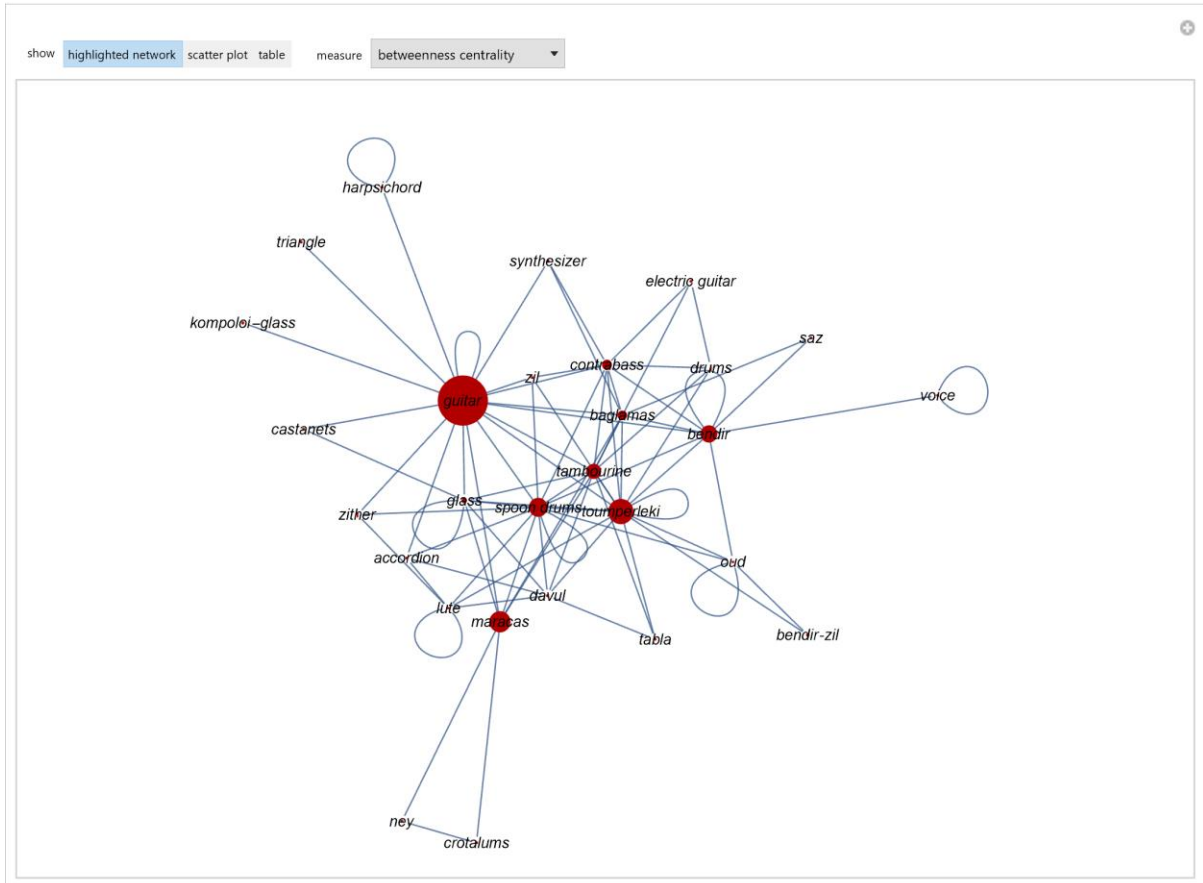 show highlighted network scatter plot table measure betweenness centrality
harpsichord
triangle
synthesizer
electric guitar
kompoloi-glass
saz
contrabass
drums
zil
voice
guitar
baglamas
castanets
bendir
tambourine
glass
spoon drums
toumperleki
zither
accordion
oud
davul
lute
maracas
bendir-zil
tabla
ney
crotalums